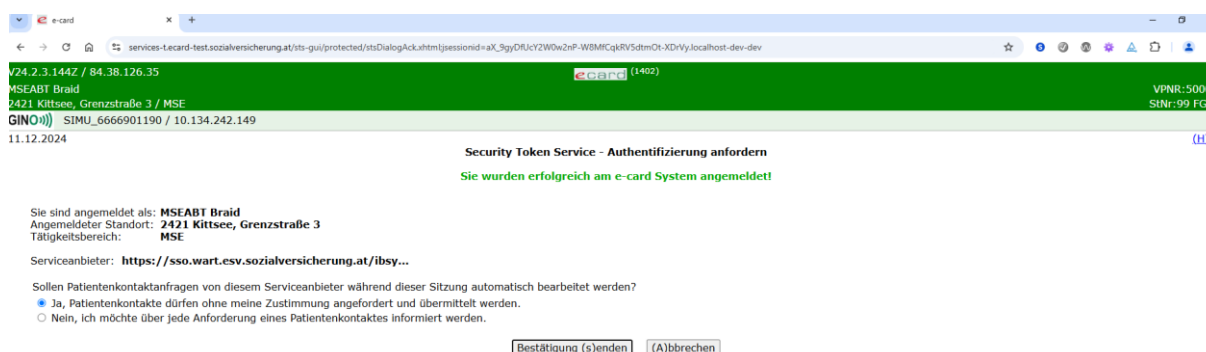 e-card
services-t.ecard-test.sozialversicherung.at/sts-gui/protected/stsDialogAck.xhtml;jsessionid=aX_9gyDfUcY2W0w2nP-W8MfCqkRV5dtmOt-XDrVy.localhost-dev-dev
V24.2.3.144Z / 84.38.126.35
ecard (1402)
MSEABT Braid
VPNR:500
2421 Kittsee, Grenzstraße 3 / MSE
StNr:99 FG
GINO SIMU_6666901190 / 10.134.242.149
11.12.2024
(H
Security Token Service - Authentifizierung anfordern
Sie wurden erfolgreich am e-card System angemeldet!
Sie sind angemeldet als: MSEABT Braid
Angemeldeter Standort: 2421 Kittsee, Grenzstraße 3
Tätigkeitsbereich: MSE
Serviceanbieter: https://sso.wart.esv.sozialversicherung.at/ibsy...
Sollen Patientenkontaktanfragen von diesem Serviceanbieter während dieser Sitzung automatisch bearbeitet werden?
Ja, Patientenkontakte dürfen ohne meine Zustimmung angefordert und übermittelt werden.
Nein, ich möchte über jede Anforderung eines Patientenkontaktes informiert werden.
Bestätigung (s)enden (A)bbrechen